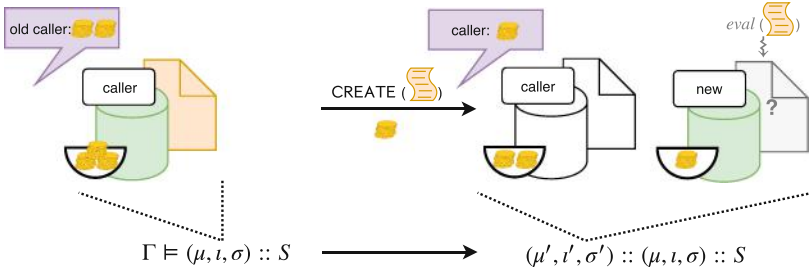 old caller:
caller
CREATE ( )
caller:
caller
eval ( )
new
?
Γ ⊨ (μ, ι, σ) :: S
(μ′, ι′, σ′) :: (μ, ι, σ) :: S